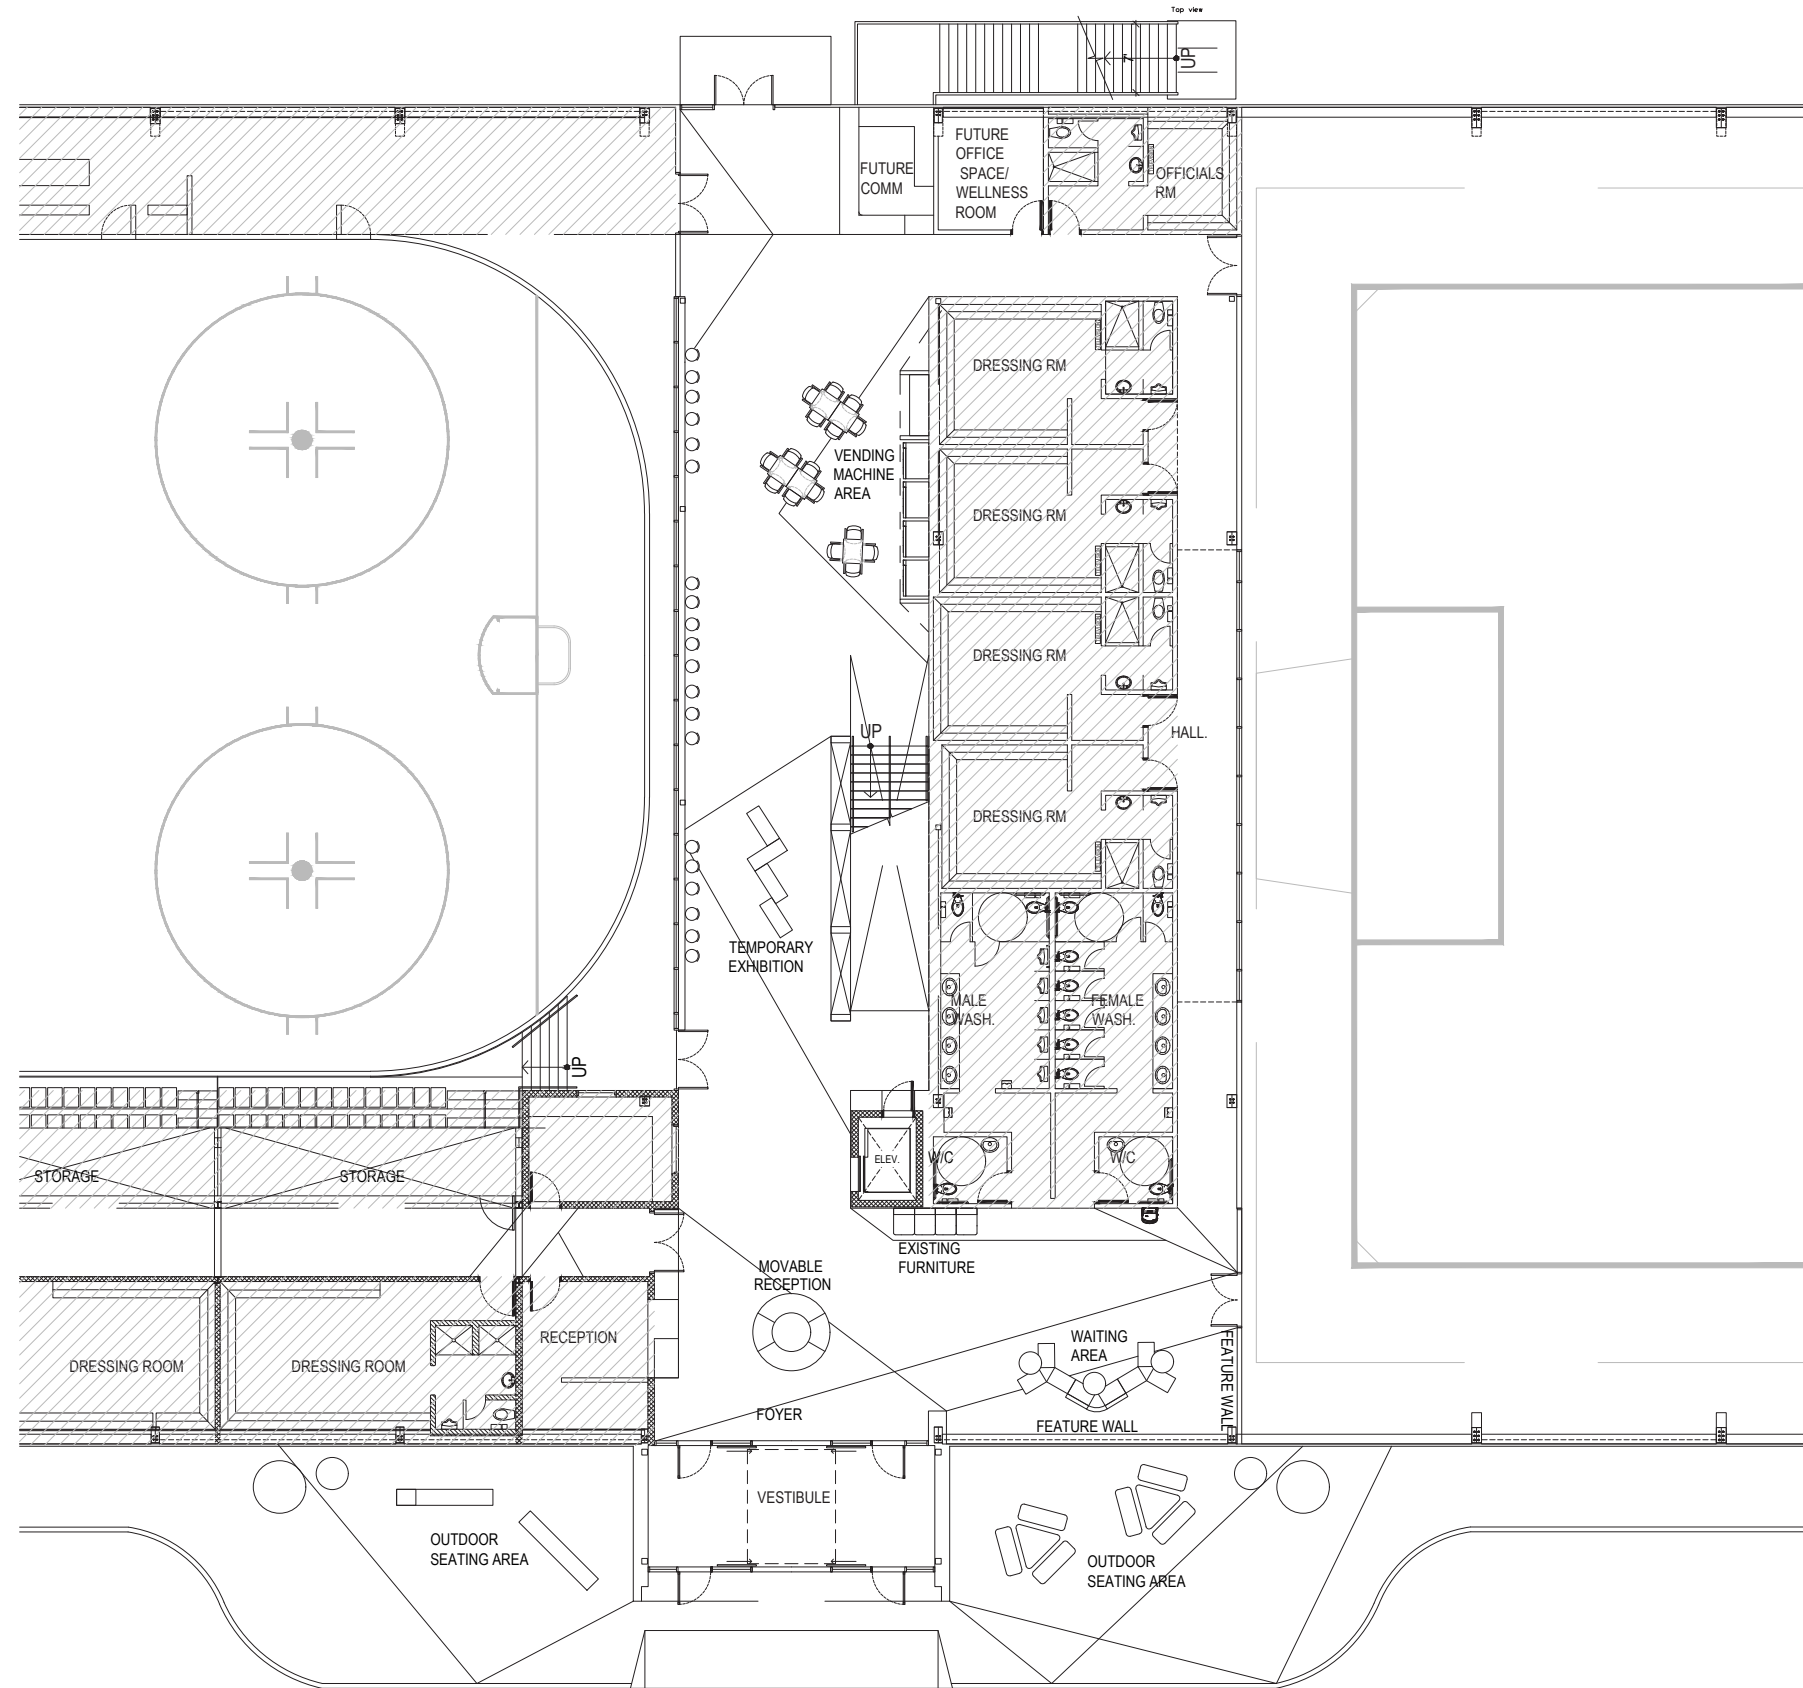 Top view
UP
FUTURE
OFFICE
SPACE/
WELLNESS
ROOM
FUTURE
COMM
OFFICIALS
RM
DRESSING RM
VENDING
MACHINE
AREA
DRESSING RM
DRESSING RM
UP
HALL.
DRESSING RM
TEMPORARY
EXHIBITION
MALE
WASH.
FEMALE
WASH.
UP
STORAGE
STORAGE
ELEV.
W/C
W/C
EXISTING
FURNITURE
MOVABLE
RECEPTION
RECEPTION
WAITING
AREA
FEATURE WALL
DRESSING ROOM
DRESSING ROOM
FOYER
FEATURE WALL
VESTIBULE
OUTDOOR
SEATING AREA
OUTDOOR
SEATING AREA